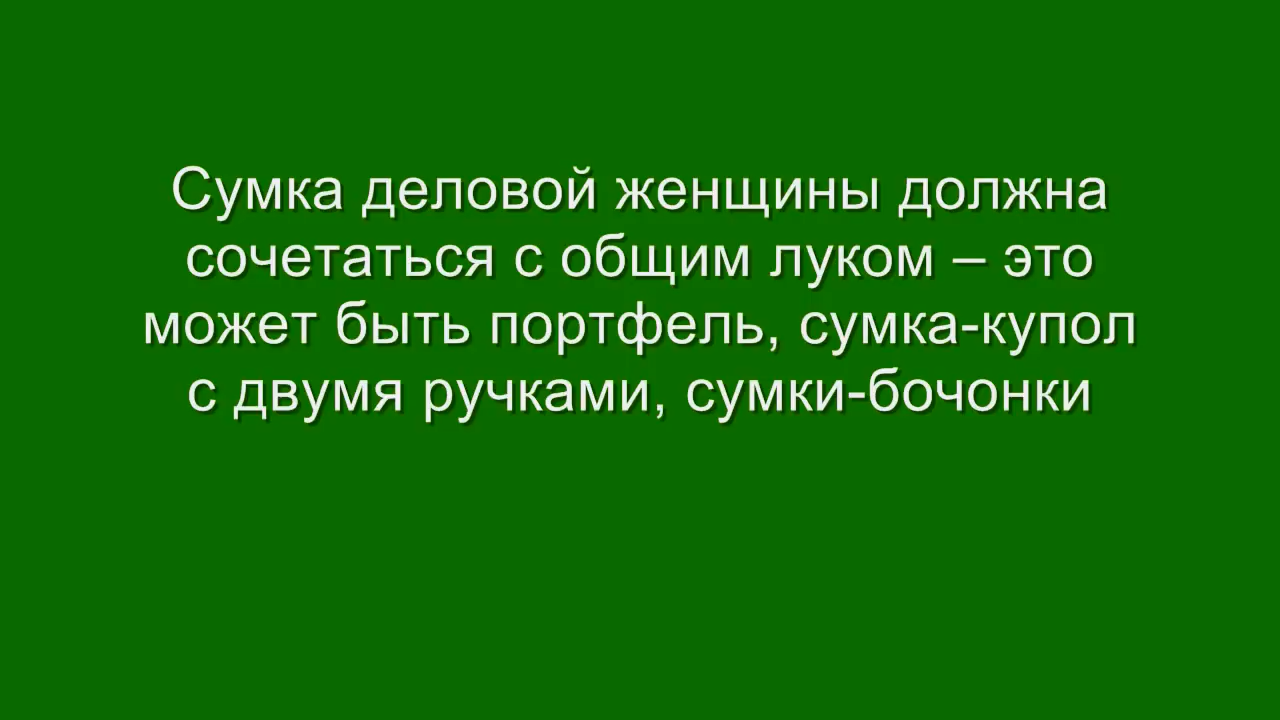 Сумка деловой женщины должна
сочетаться с общим луком – это
может быть портфель, сумка-купол
с двумя ручками, сумки-бочонки